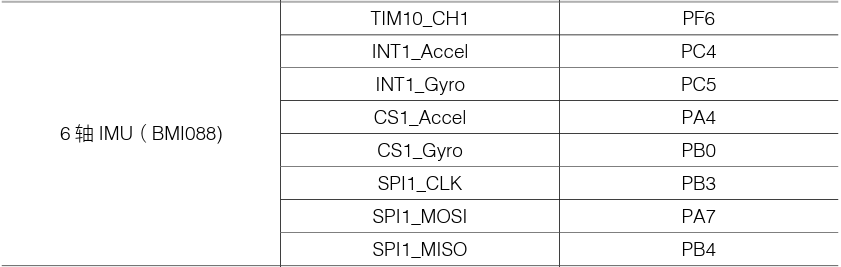 TIM10_CH1 PF6
INT1_Accel PC4
INT1_Gyro PC5
CS1_Accel PA4
6 轴 IMU（BMI088) CS1_Gyro PB0
SPI1_CLK PB3
SPI1_MOSI PA7
SPI1_MISO PB4